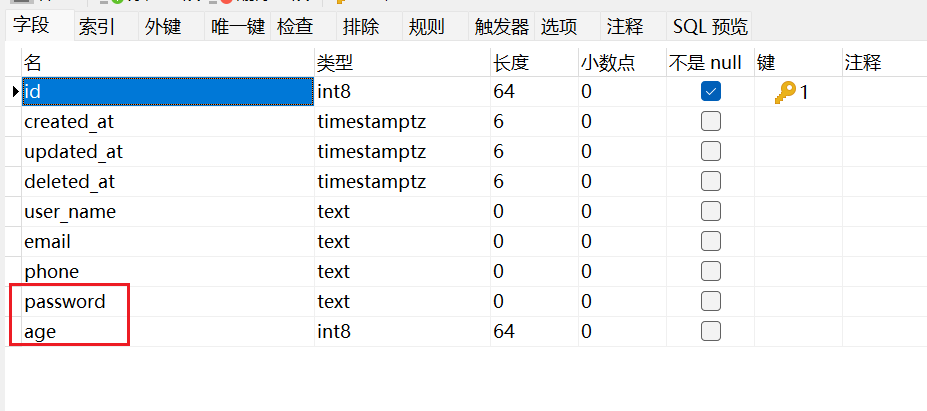 字段 索引 外键 唯一键 检查 排除 规则 触发器 选项 注释 SQL 预览
名 类型 长度 小数点 不是 null 键 注释
id int8 64 0 1
created_at timestamptz 6 0
updated_at timestamptz 6 0
deleted_at timestamptz 6 0
user_name text 0 0
email text 0 0
phone text 0 0
password text 0 0
age int8 64 0